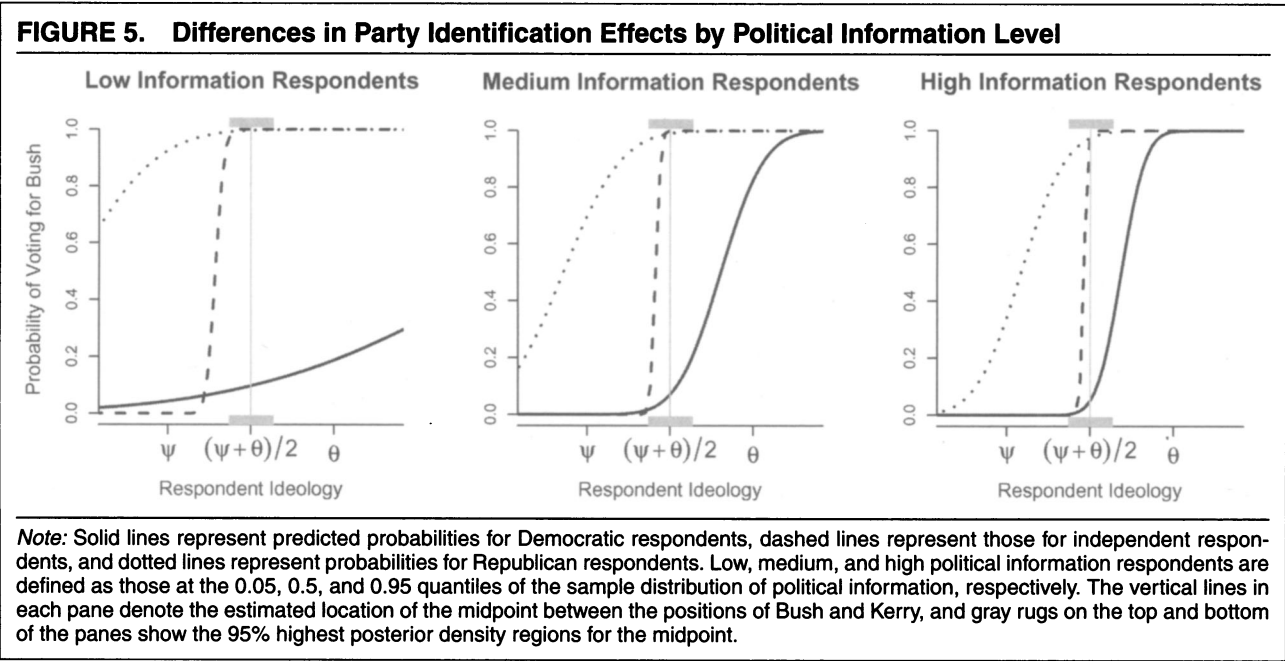 FIGURE 5. Differences in Party Identification Effects by Political Information Level
Low Information Respondents
Medium Information Respondents
High Information Respondents
Probability of Voting for Bush
1.0
0.8
0.6
0.4
0.2
0.0
ψ (ψ+θ)/2 θ
Respondent Ideology
1.0
0.8
0.6
0.4
0.2
0.0
ψ (ψ+θ)/2 θ
Respondent Ideology
1.0
0.8
0.6
0.4
0.2
0.0
ψ (ψ+θ)/2 θ
Respondent Ideology
Note: Solid lines represent predicted probabilities for Democratic respondents, dashed lines represent those for independent respon-
dents, and dotted lines represent probabilities for Republican respondents. Low, medium, and high political information respondents are
defined as those at the 0.05, 0.5, and 0.95 quantiles of the sample distribution of political information, respectively. The vertical lines in
each pane denote the estimated location of the midpoint between the positions of Bush and Kerry, and gray rugs on the top and bottom
of the panes show the 95% highest posterior density regions for the midpoint.